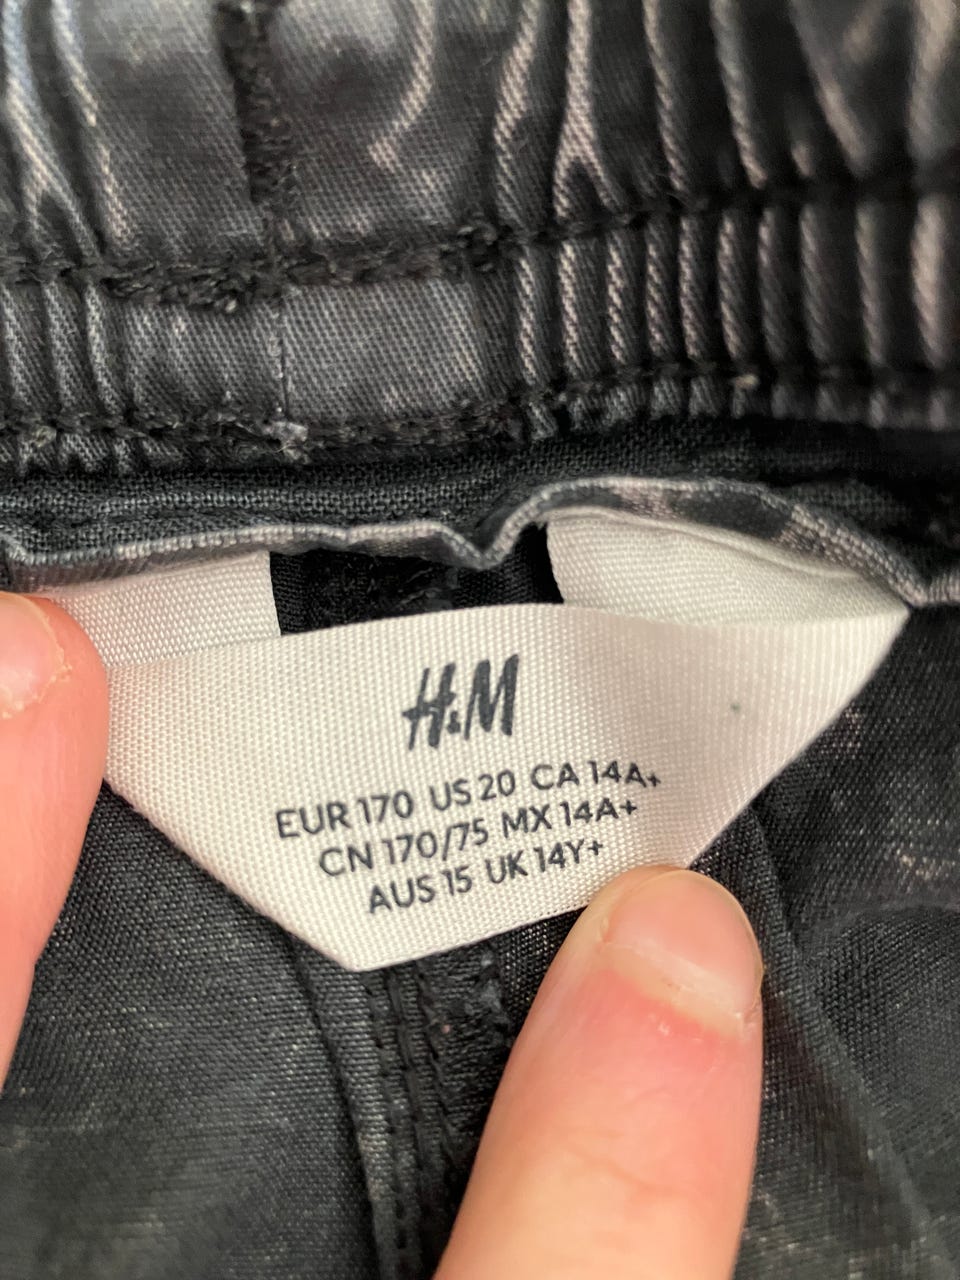 H&M
EUR 170 US 20 CA 14A+
CN 170/75 MX 14A+
AUS 15 UK 14Y+